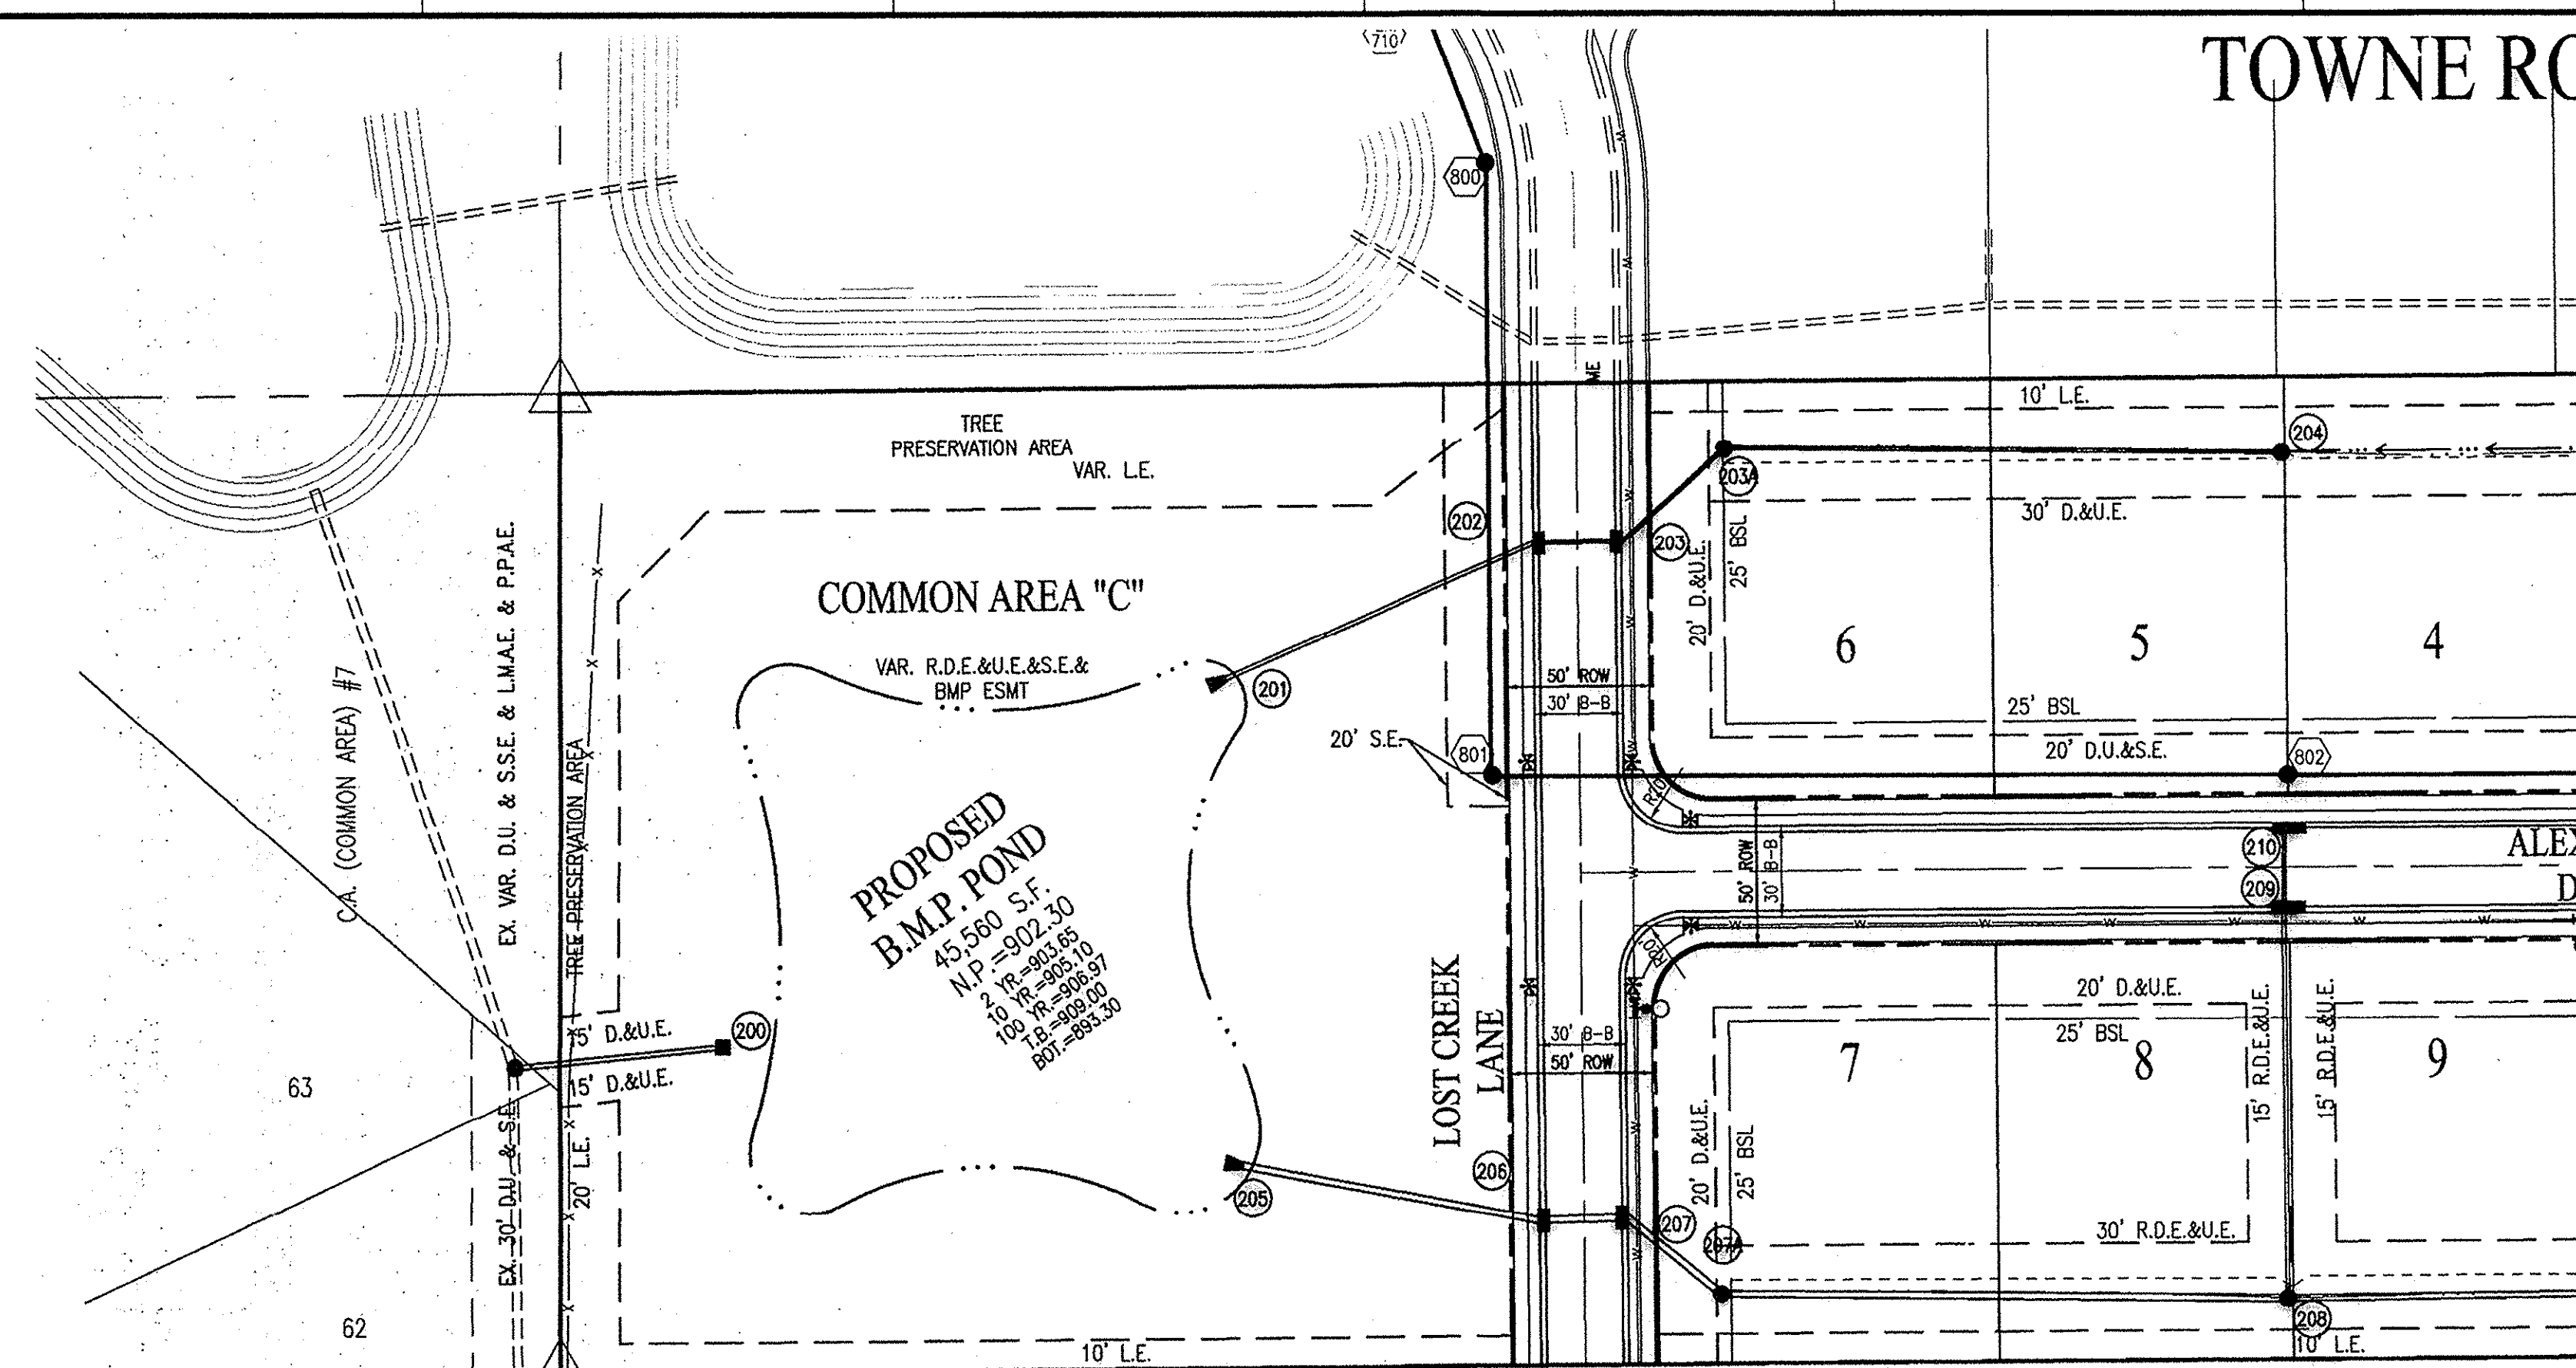 710
TOWNE RO
800
10' L.E.
TREE
PRESERVATION AREA
VAR. L.E.
204
203A
202
203
30' D.&U.E.
20' D.&U.E.
25' BSL
EX. VAR. D.U. & S.S.E. & L.M.A.E. & P.P.A.E.
COMMON AREA "C"
VAR. R.D.E.&U.E.&S.E.&
BMP ESMT
201
6
5
4
50' ROW
30' B-B
25' BSL
20' S.E.
801
20' D.U.&S.E.
802
C.A. (COMMON AREA) #7
TREE PRESERVATION AREA
PROPOSED
B.M.P. POND
45,560 S.F.
N.P.=902.30
2 YR.=903.65
10 YR.=905.10
100 YR.=906.97
T.B.=909.00
BOT.=893.30
50' ROW
30' B-B
210
209
ALEX
D
LOST CREEK
LANE
20' D.&U.E.
25' BSL
15' D.&U.E.
200
15' D.&U.E.
30' B-B
50' ROW
7
8
9
15' R.D.E.&U.E.
15' R.D.E.&U.E.
63
EX. 30' D.U. & S.E.
20' L.E.
206
205
20' D.&U.E.
25' BSL
207
207A
30' R.D.E.&U.E.
62
208
10' L.E.
10' L.E.